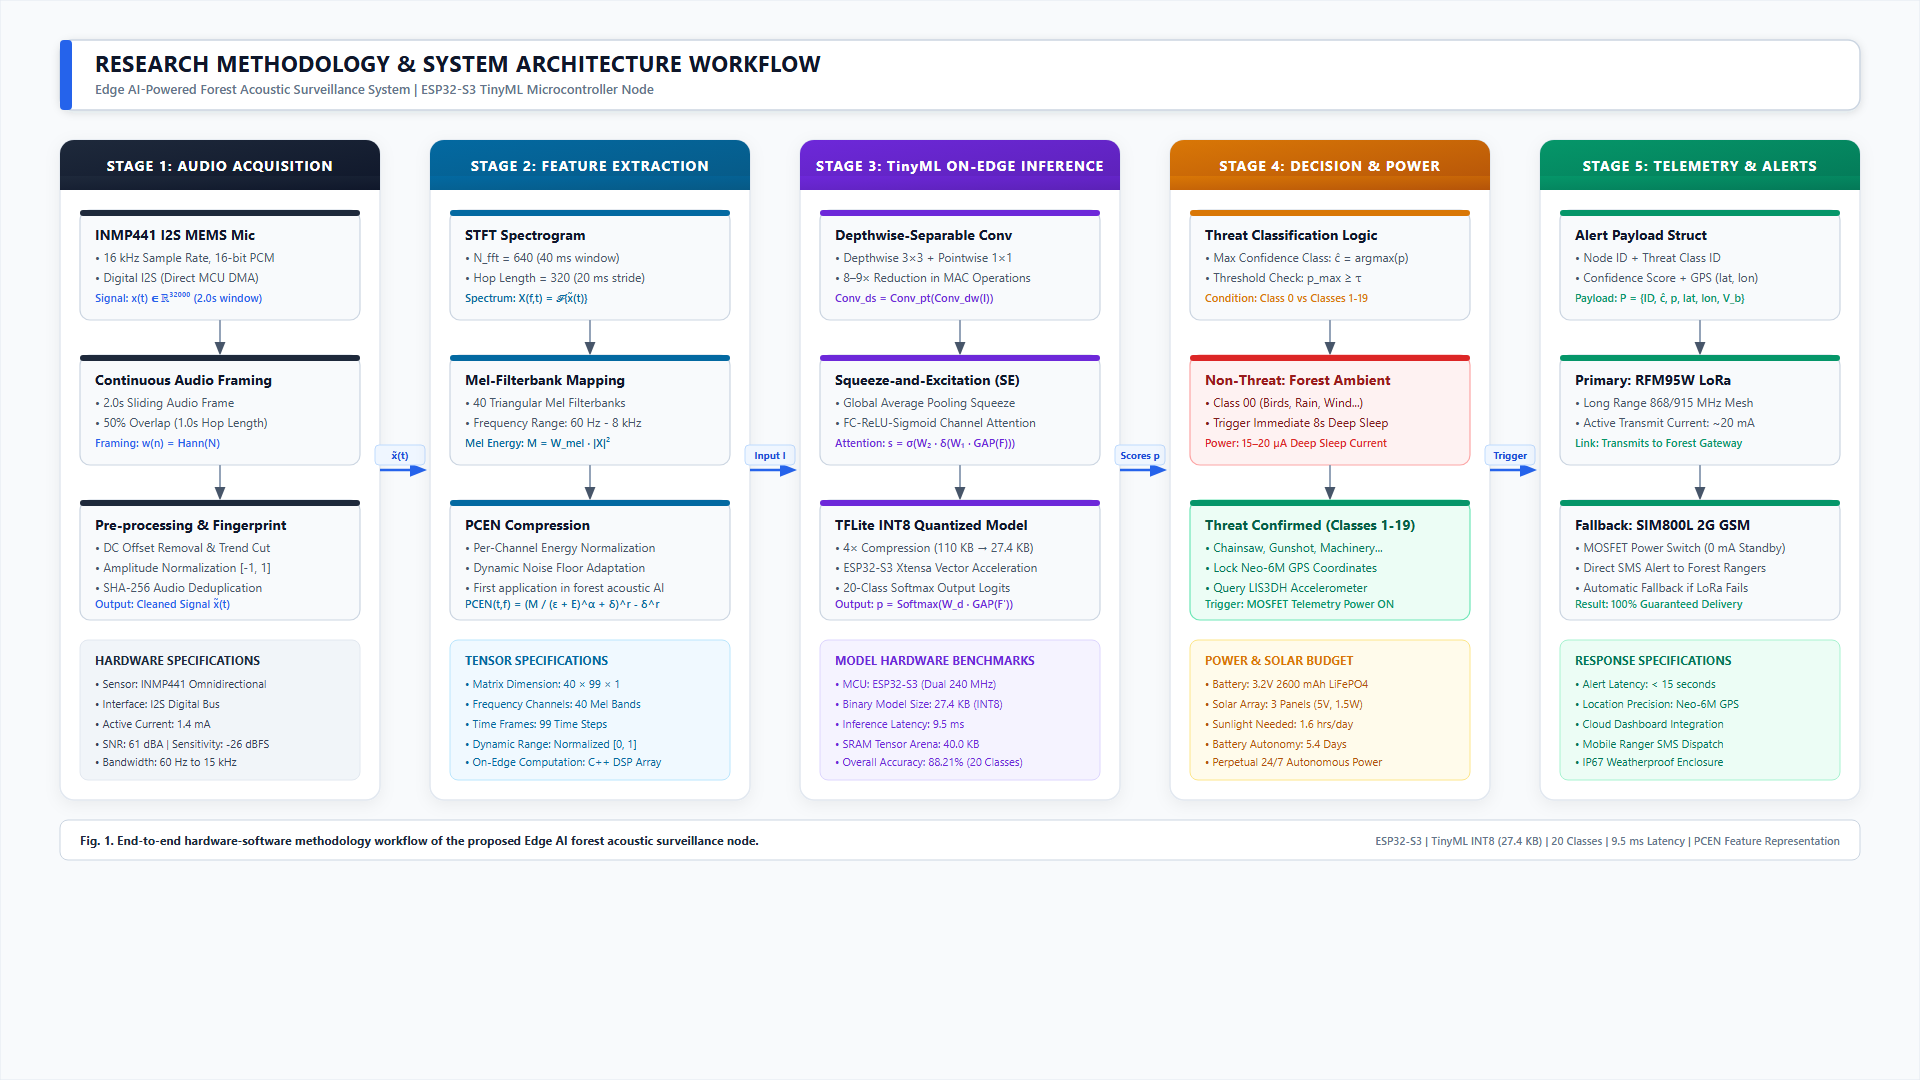 RESEARCH METHODOLOGY & SYSTEM ARCHITECTURE WORKFLOW
Edge AI-Powered Forest Acoustic Surveillance System | ESP32-S3 TinyML Microcontroller Node
STAGE 1: AUDIO ACQUISITION
INMP441 I2S MEMS Mic
• 16 kHz Sample Rate, 16-bit PCM
• Digital I2S (Direct MCU DMA)
Signal: x(t) ∈ ℝ³²⁰⁰⁰ (2.0s window)
Continuous Audio Framing
• 2.0s Sliding Audio Frame
• 50% Overlap (1.0s Hop Length)
Framing: w(n) = Hann(N)
Pre-processing & Fingerprint
• DC Offset Removal & Trend Cut
• Amplitude Normalization [-1, 1]
• SHA-256 Audio Deduplication
Output: Cleaned Signal x̃(t)
HARDWARE SPECIFICATIONS
• Sensor: INMP441 Omnidirectional
• Interface: I2S Digital Bus
• Active Current: 1.4 mA
• SNR: 61 dBA | Sensitivity: -26 dBFS
• Bandwidth: 60 Hz to 15 kHz
x̃(t)
STAGE 2: FEATURE EXTRACTION
STFT Spectrogram
• N_fft = 640 (40 ms window)
• Hop Length = 320 (20 ms stride)
Spectrum: X(f,t) = ℱ{x̃(t)}
Mel-Filterbank Mapping
• 40 Triangular Mel Filterbanks
• Frequency Range: 60 Hz - 8 kHz
Mel Energy: M = W_mel · |X|²
PCEN Compression
• Per-Channel Energy Normalization
• Dynamic Noise Floor Adaptation
• First application in forest acoustic AI
PCEN(t,f) = (M / (ε + E)^α + δ)^r - δ^r
TENSOR SPECIFICATIONS
• Matrix Dimension: 40 × 99 × 1
• Frequency Channels: 40 Mel Bands
• Time Frames: 99 Time Steps
• Dynamic Range: Normalized [0, 1]
• On-Edge Computation: C++ DSP Array
Input I
STAGE 3: TinyML ON-EDGE INFERENCE
Depthwise-Separable Conv
• Depthwise 3×3 + Pointwise 1×1
• 8–9× Reduction in MAC Operations
Conv_ds = Conv_pt(Conv_dw(I))
Squeeze-and-Excitation (SE)
• Global Average Pooling Squeeze
• FC-ReLU-Sigmoid Channel Attention
Attention: s = σ(W₂ · δ(W₁ · GAP(F)))
TFLite INT8 Quantized Model
• 4× Compression (110 KB → 27.4 KB)
• ESP32-S3 Xtensa Vector Acceleration
• 20-Class Softmax Output Logits
Output: p = Softmax(W_d · GAP(F′))
MODEL HARDWARE BENCHMARKS
• MCU: ESP32-S3 (Dual 240 MHz)
• Binary Model Size: 27.4 KB (INT8)
• Inference Latency: 9.5 ms
• SRAM Tensor Arena: 40.0 KB
• Overall Accuracy: 88.21% (20 Classes)
Scores p
STAGE 4: DECISION & POWER
Threat Classification Logic
• Max Confidence Class: ĉ = argmax(p)
• Threshold Check: p_max ≥ τ
Condition: Class 0 vs Classes 1-19
Non-Threat: Forest Ambient
• Class 00 (Birds, Rain, Wind...)
• Trigger Immediate 8s Deep Sleep
Power: 15–20 µA Deep Sleep Current
Threat Confirmed (Classes 1-19)
• Chainsaw, Gunshot, Machinery...
• Lock Neo-6M GPS Coordinates
• Query LIS3DH Accelerometer
Trigger: MOSFET Telemetry Power ON
POWER & SOLAR BUDGET
• Battery: 3.2V 2600 mAh LiFePO4
• Solar Array: 3 Panels (5V, 1.5W)
• Sunlight Needed: 1.6 hrs/day
• Battery Autonomy: 5.4 Days
• Perpetual 24/7 Autonomous Power
Trigger
STAGE 5: TELEMETRY & ALERTS
Alert Payload Struct
• Node ID + Threat Class ID
• Confidence Score + GPS (lat, lon)
Payload: P = {ID, ĉ, p, lat, lon, V_b}
Primary: RFM95W LoRa
• Long Range 868/915 MHz Mesh
• Active Transmit Current: ~20 mA
Link: Transmits to Forest Gateway
Fallback: SIM800L 2G GSM
• MOSFET Power Switch (0 mA Standby)
• Direct SMS Alert to Forest Rangers
• Automatic Fallback if LoRa Fails
Result: 100% Guaranteed Delivery
RESPONSE SPECIFICATIONS
• Alert Latency: < 15 seconds
• Location Precision: Neo-6M GPS
• Cloud Dashboard Integration
• Mobile Ranger SMS Dispatch
• IP67 Weatherproof Enclosure
Fig. 1. End-to-end hardware-software methodology workflow of the proposed Edge AI forest acoustic surveillance node.
ESP32-S3 | TinyML INT8 (27.4 KB) | 20 Classes | 9.5 ms Latency | PCEN Feature Representation